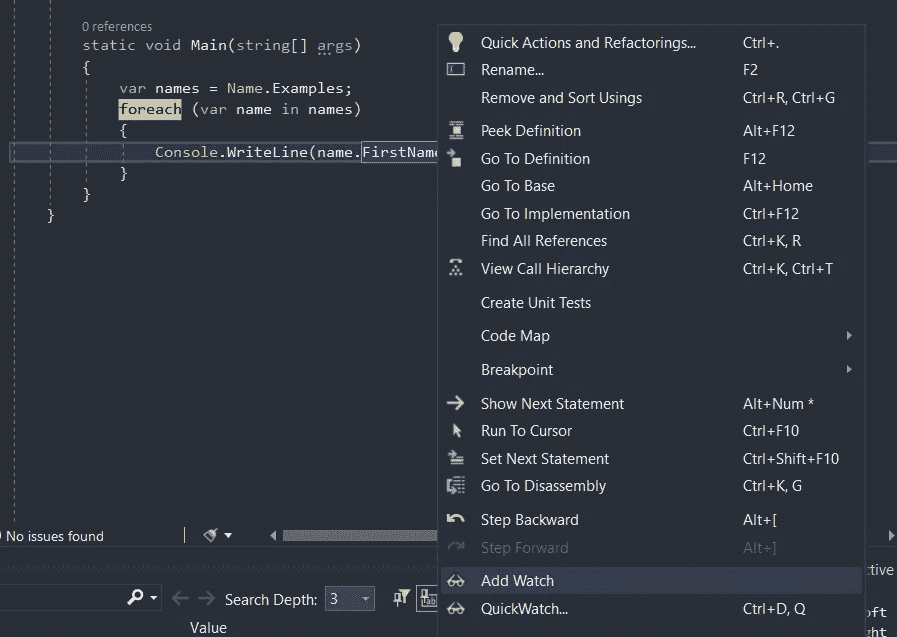 0 references
static void Main(string[] args)
{
var names = Name.Examples;
foreach (var name in names)
{
Console.WriteLine(name.FirstName
}
}
}
Quick Actions and Refactorings... Ctrl+.
Rename... F2
Remove and Sort Usings Ctrl+R, Ctrl+G
Peek Definition Alt+F12
Go To Definition F12
Go To Base Alt+Home
Go To Implementation Ctrl+F12
Find All References Ctrl+K, R
View Call Hierarchy Ctrl+K, Ctrl+T
Create Unit Tests
Code Map
Breakpoint
Show Next Statement Alt+Num *
Run To Cursor Ctrl+F10
Set Next Statement Ctrl+Shift+F10
Go To Disassembly Ctrl+K, G
Step Backward Alt+[
Step Forward Alt+]
Add Watch
QuickWatch... Ctrl+D, Q
No issues found
Search Depth: 3
Value